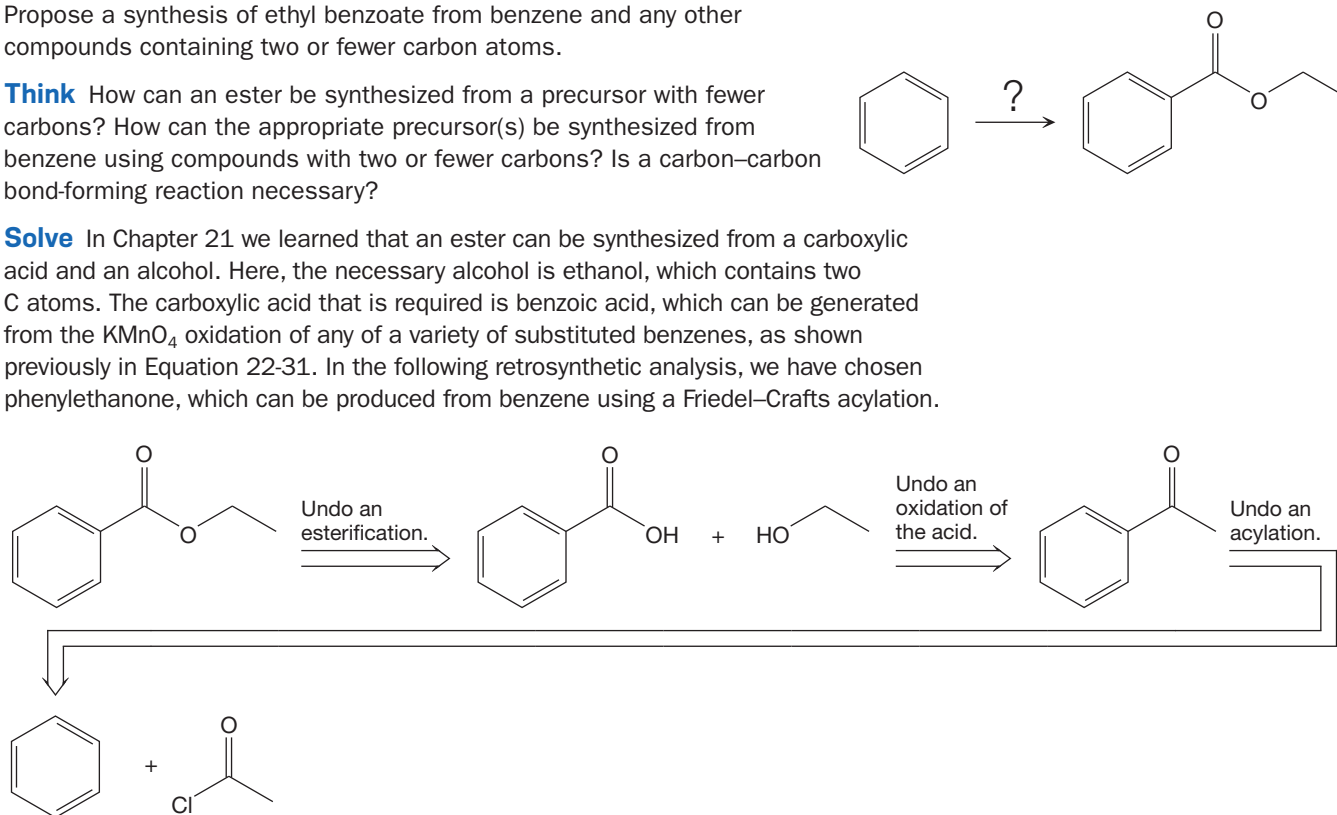 Propose a synthesis of ethyl benzoate from benzene and any other
compounds containing two or fewer carbon atoms.
Think How can an ester be synthesized from a precursor with fewer
carbons? How can the appropriate precursor(s) be synthesized from
benzene using compounds with two or fewer carbons? Is a carbon–carbon
bond-forming reaction necessary?
?
O
O
Solve In Chapter 21 we learned that an ester can be synthesized from a carboxylic
acid and an alcohol. Here, the necessary alcohol is ethanol, which contains two
C atoms. The carboxylic acid that is required is benzoic acid, which can be generated
from the KMnO₄ oxidation of any of a variety of substituted benzenes, as shown
previously in Equation 22-31. In the following retrosynthetic analysis, we have chosen
phenylethanone, which can be produced from benzene using a Friedel–Crafts acylation.
O
O
Undo an
esterification.
O
OH
+
HO
Undo an
oxidation of
the acid.
O
Undo an
acylation.
+
O
Cl